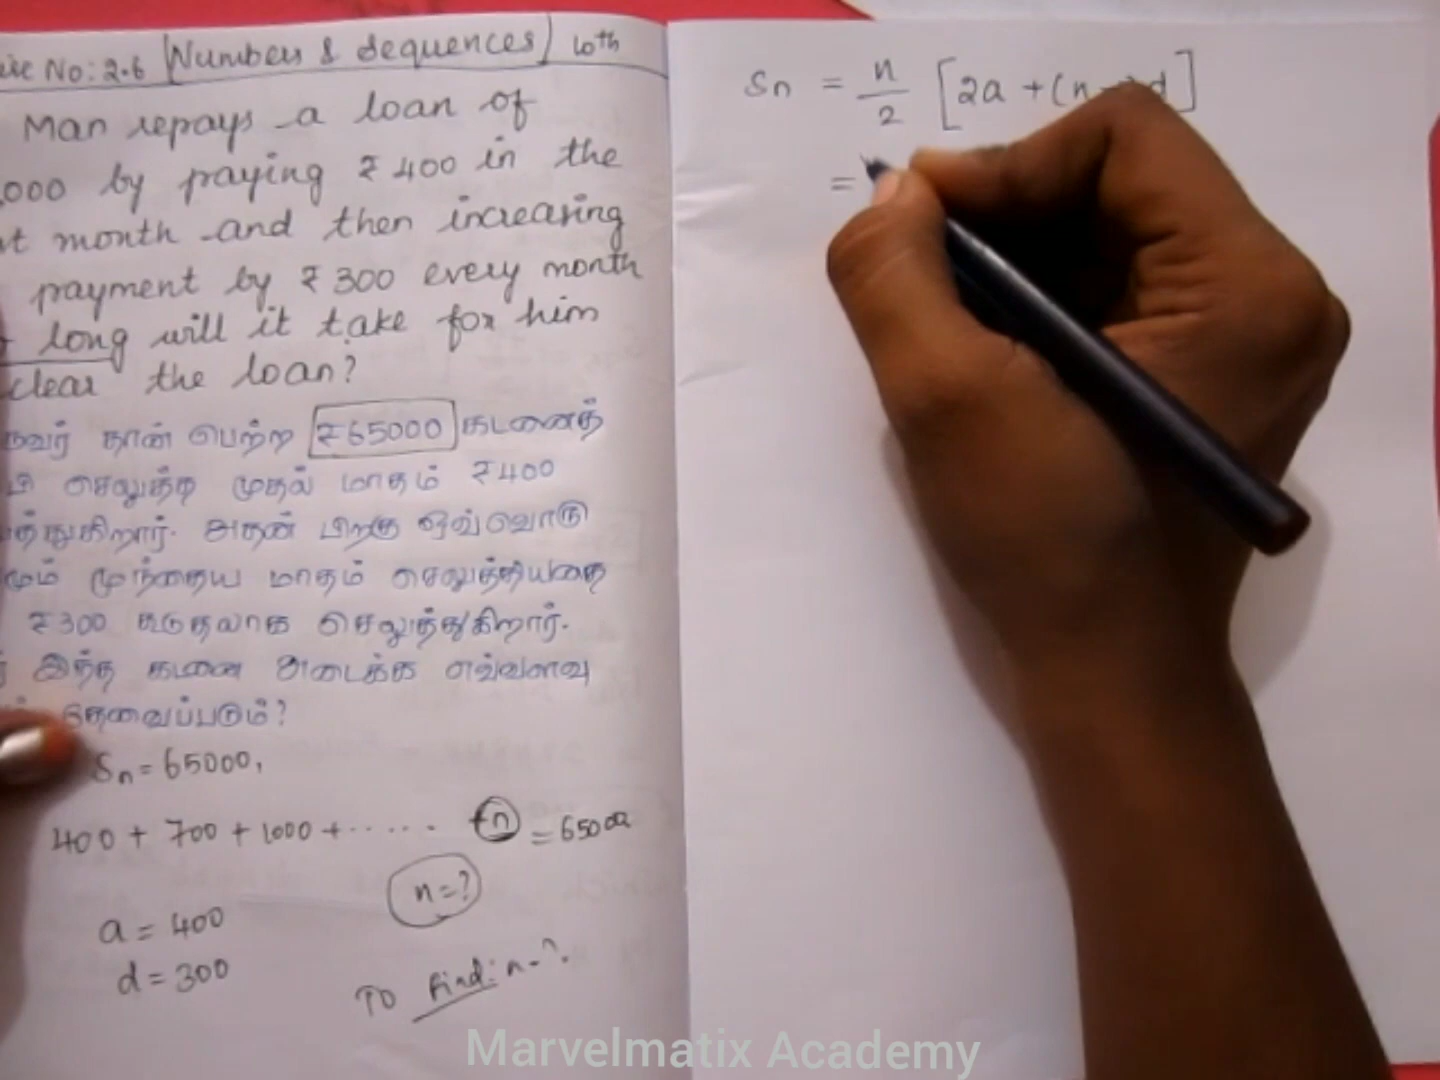 No: 2.6 Numbers & Sequences 10th
Man repays a loan of
000 by paying ₹ 400 in the
month and then increasing
payment by ₹ 300 every month
long will it take for him
clear the loan?
தான் பெற்ற ₹ 65000 கடனைத்
செலுத்த முதல் மாதம் ₹ 400
அதன் பிறகு ஒவ்வொரு
முந்தைய மாதம் செலுத்தியதை
₹ 300 கூடுதலாக செலுத்துகிறார்.
இந்த கடனை அடைக்க எவ்வளவு
தேவைப்படும்?
Sn = 65000,
400 + 700 + 1000 + ...... +n = 65000
n=?
a = 400
d = 300
To Find: n-?
Sn = n/2 [2a + (n d]
=
Marvelmatix Academy